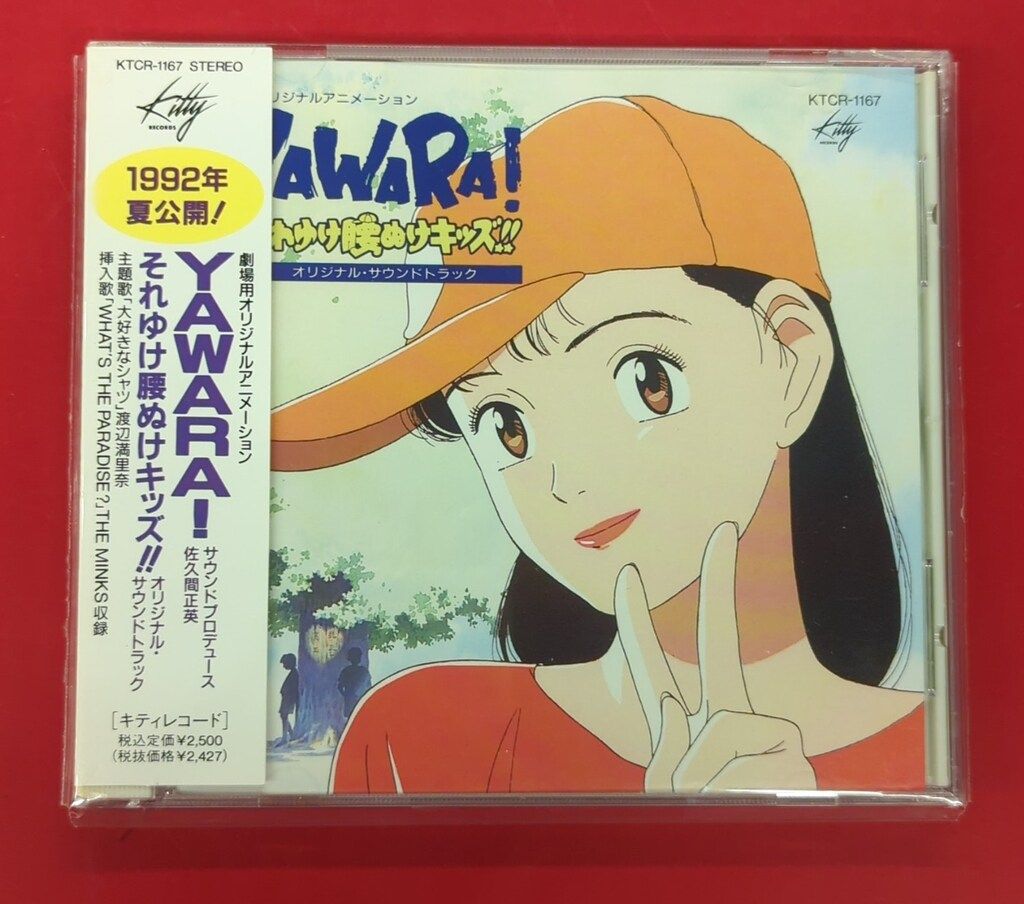 KTCR-1167 STEREO
Kitty
RECORDS
1992年
夏公開!
劇場用オリジナルアニメーション
YAWARA!
それゆけ腰ぬけキッズ!!
サウンドプロデュース
佐久間正英
オリジナル・
サウンドトラック
主題歌「大好きなシャツ」渡辺満里奈
挿入歌「WHAT'S THE PARADISE?」THE MINKS収録
[キティレコード]
税込定価¥2,500
(税抜価格¥2,427)
リジナルアニメーション
YAWARA!
れゆけ腰ぬけキッズ!!
オリジナル・サウンドトラック
KTCR-1167
Kitty
RECORDS